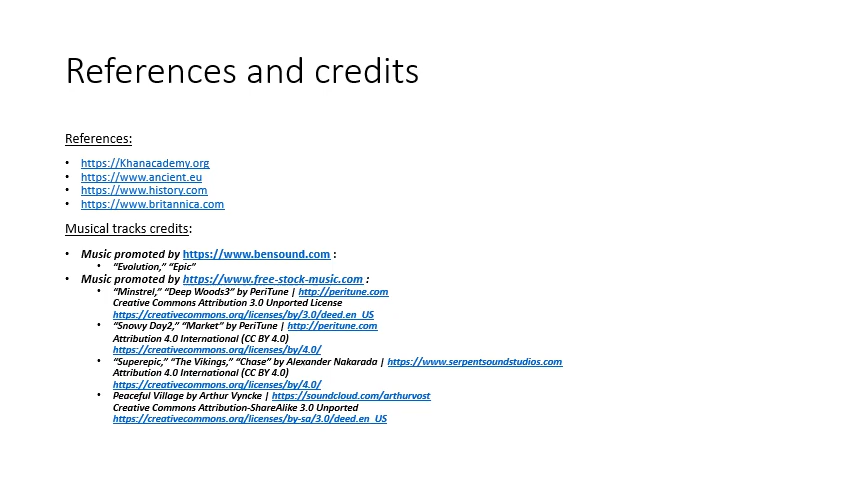 References and credits
References:
• https://Khanacademy.org
• https://www.ancient.eu
• https://www.history.com
• https://www.britannica.com
Musical tracks credits:
• Music promoted by https://www.bensound.com :
• “Evolution,” “Epic”
• Music promoted by https://www.free-stock-music.com :
• “Minstrel,” “Deep Woods3” by PeriTune | http://peritune.com
Creative Commons Attribution 3.0 Unported License
https://creativecommons.org/licenses/by/3.0/deed.en_US
• “Snowy Day2,” “Market” by PeriTune | http://peritune.com
Attribution 4.0 International (CC BY 4.0)
https://creativecommons.org/licenses/by/4.0/
• “Superepic,” “The Vikings,” “Chase” by Alexander Nakarada | https://www.serpentsoundstudios.com
Attribution 4.0 International (CC BY 4.0)
https://creativecommons.org/licenses/by/4.0/
• Peaceful Village by Arthur Vyncke | https://soundcloud.com/arthurvost
Creative Commons Attribution-ShareAlike 3.0 Unported
https://creativecommons.org/licenses/by-sa/3.0/deed.en_US